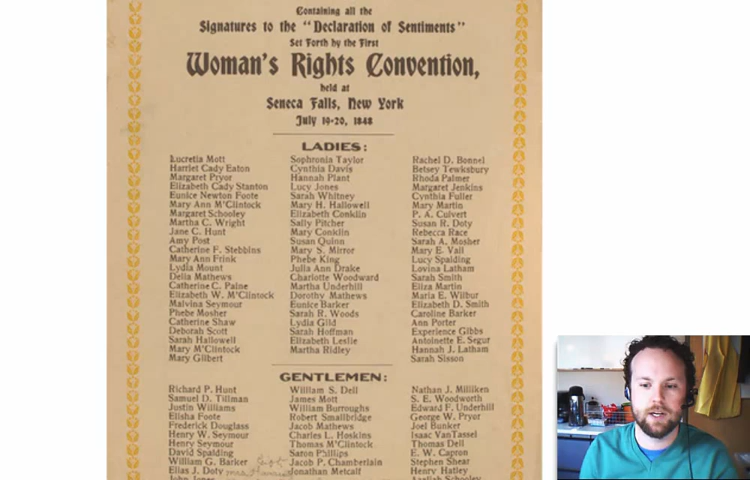 Containing all the
Signatures to the "Declaration of Sentiments"
Set Forth by the First
Woman's Rights Convention,
held at
Seneca Falls, New York
July 19-20, 1848
LADIES:
Lucretia Mott
Harriet Cady Eaton
Margaret Pryor
Elizabeth Cady Stanton
Eunice Newton Foote
Mary Ann M'Clintock
Margaret Schooley
Martha C. Wright
Jane C. Hunt
Amy Post
Catherine F. Stebbins
Mary Ann Frink
Lydia Mount
Delia Mathews
Catherine C. Paine
Elizabeth W. M'Clintock
Malvina Seymour
Phebe Mosher
Catherine Shaw
Deborah Scott
Sarah Hallowell
Mary M'Clintock
Mary Gilbert
Sophronia Taylor
Cynthia Davis
Hannah Plant
Lucy Jones
Sarah Whitney
Mary H. Hallowell
Elizabeth Conklin
Sally Pitcher
Mary Conklin
Susan Quinn
Mary S. Mirror
Phebe King
Julia Ann Drake
Charlotte Woodward
Martha Underhill
Dorothy Mathews
Eunice Barker
Sarah R. Woods
Lydia Gild
Sarah Hoffman
Elizabeth Leslie
Martha Ridley
Rachel D. Bonnel
Betsey Tewksbury
Rhoda Palmer
Margaret Jenkins
Cynthia Fuller
Mary Martin
P. A. Culvert
Susan R. Doty
Rebecca Race
Sarah A. Mosher
Mary E. Vail
Lucy Spalding
Lovina Latham
Sarah Smith
Eliza Martin
Maria E. Wilbur
Elizabeth D. Smith
Caroline Barker
Ann Porter
Experience Gibbs
Antoinette E. Segur
Hannah J. Latham
Sarah Sisson
GENTLEMEN:
Richard P. Hunt
Samuel D. Tillman
Justin Williams
Elisha Foote
Frederick Douglass
Henry W. Seymour
Henry Seymour
David Spalding
William G. Barker
Elias J. Doty
John Jones
William S. Dell
James Mott
William Burroughs
Robert Smallbridge
Jacob Mathews
Charles L. Hoskins
Thomas M'Clintock
Saron Phillips
Jacob P. Chamberlain
Jonathan Metcalf
Nathan J. Milliken
S. E. Woodworth
Edward F. Underhill
George W. Pryor
Joel Bunker
Isaac VanTassel
Thomas Dell
E. W. Capron
Stephen Shear
Henry Hatley
Azaliah Schooley